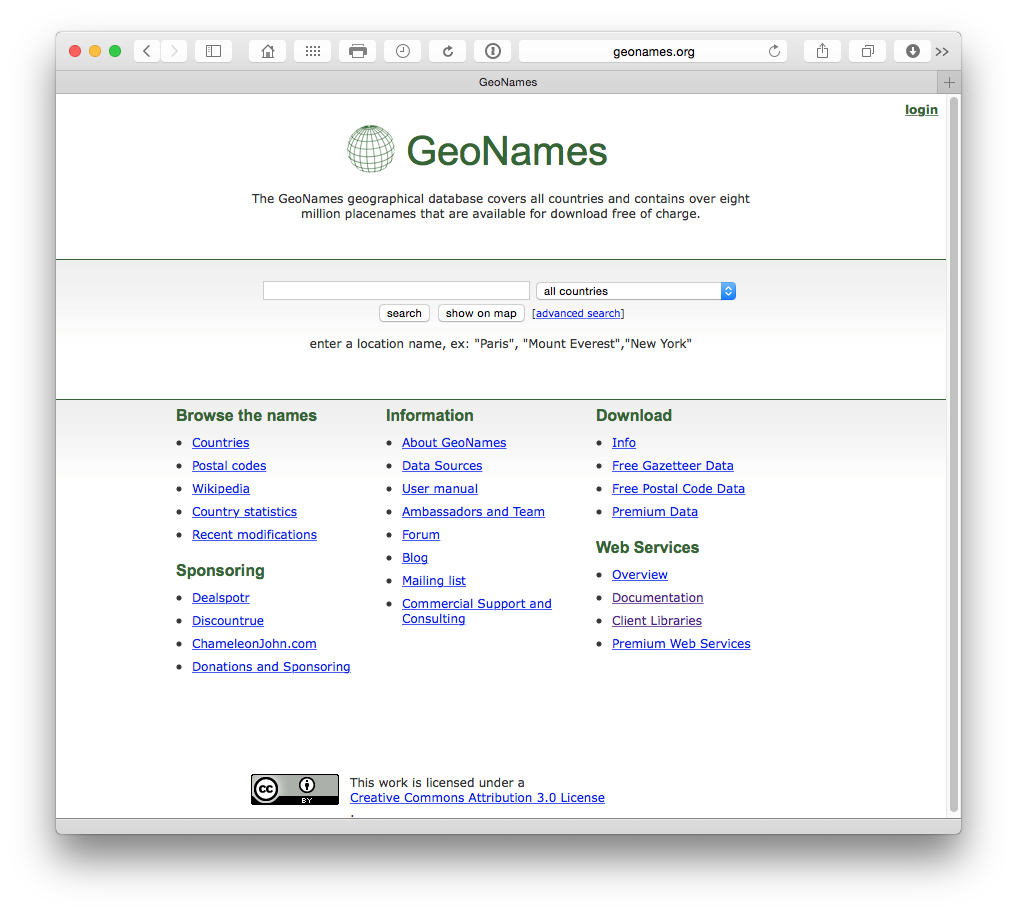 geonames.org
GeoNames
login
GeoNames
The GeoNames geographical database covers all countries and contains over eight
million placenames that are available for download free of charge.
all countries
search
show on map
[advanced search]
enter a location name, ex: "Paris", "Mount Everest","New York"
Browse the names
Countries
Postal codes
Wikipedia
Country statistics
Recent modifications
Sponsoring
Dealspotr
Discountrue
ChameleonJohn.com
Donations and Sponsoring
Information
About GeoNames
Data Sources
User manual
Ambassadors and Team
Forum
Blog
Mailing list
Commercial Support and
Consulting
Download
Info
Free Gazetteer Data
Free Postal Code Data
Premium Data
Web Services
Overview
Documentation
Client Libraries
Premium Web Services
cc
BY
This work is licensed under a
Creative Commons Attribution 3.0 License
.